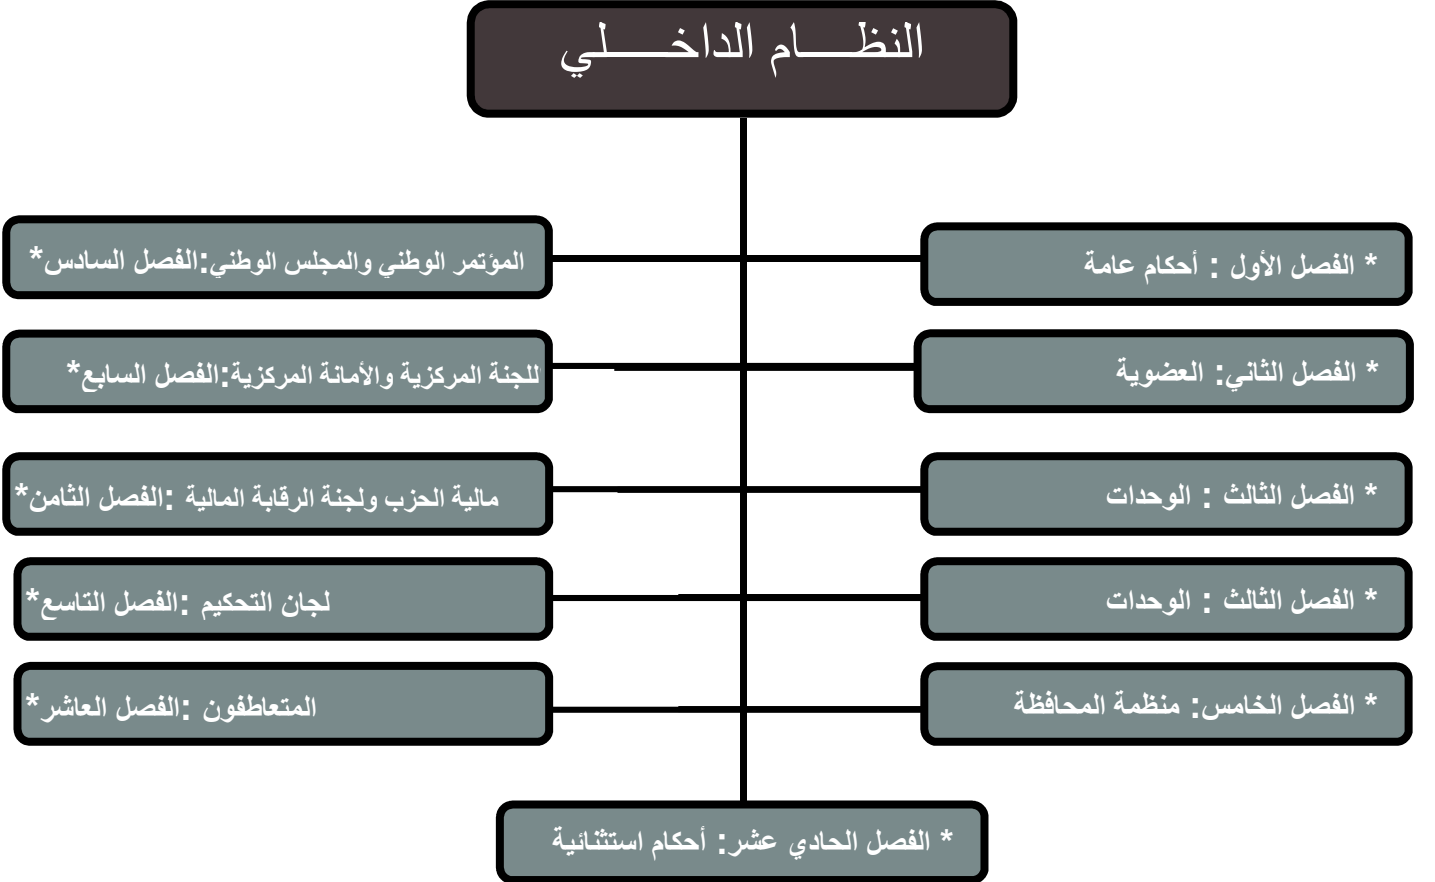 النظـــــام الداخــــــلي
* الفصل الأول : أحكام عامة
* الفصل الثاني: العضوية
* الفصل الثالث : الوحدات
* الفصل الثالث : الوحدات
* الفصل الخامس: منظمة المحافظة
المؤتمر الوطني والمجلس الوطني:الفصل السادس*
للجنة المركزية والأمانة المركزية:الفصل السابع*
مالية الحزب ولجنة الرقابة المالية :الفصل الثامن*
لجان التحكيم :الفصل التاسع*
المتعاطفون :الفصل العاشر*
* الفصل الحادي عشر: أحكام استثنائية